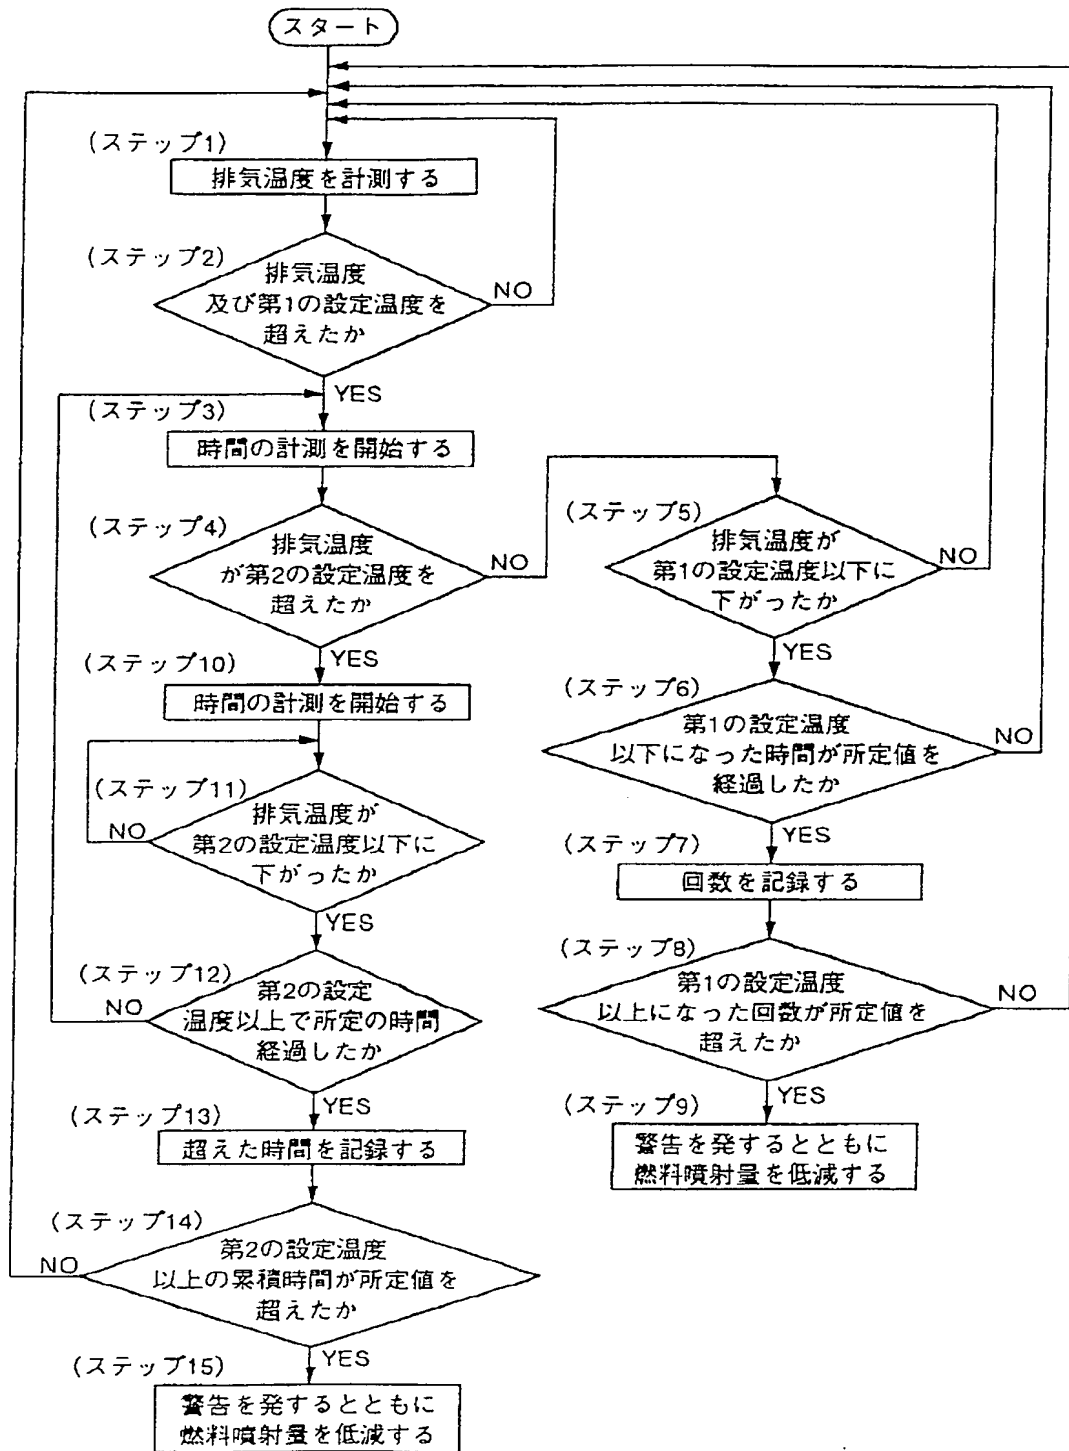 スタート
(ステップ1)
排気温度を計測する
(ステップ2)
排気温度
及び第1の設定温度を
超えたか
NO
YES
(ステップ3)
時間の計測を開始する
(ステップ4)
排気温度
が第2の設定温度を
超えたか
NO
YES
(ステップ5)
排気温度が
第1の設定温度以下に
下がったか
NO
YES
(ステップ6)
第1の設定温度
以下になった時間が所定値を
経過したか
NO
YES
(ステップ7)
回数を記録する
(ステップ8)
第1の設定温度
以上になった回数が所定値を
超えたか
NO
YES
(ステップ9)
警告を発するとともに
燃料噴射量を低減する
(ステップ10)
時間の計測を開始する
(ステップ11)
排気温度が
第2の設定温度以下に
下がったか
NO
YES
(ステップ12)
第2の設定
温度以上で所定の時間
経過したか
NO
YES
(ステップ13)
超えた時間を記録する
(ステップ14)
第2の設定温度
以上の累積時間が所定値を
超えたか
NO
YES
(ステップ15)
警告を発するとともに
燃料噴射量を低減する